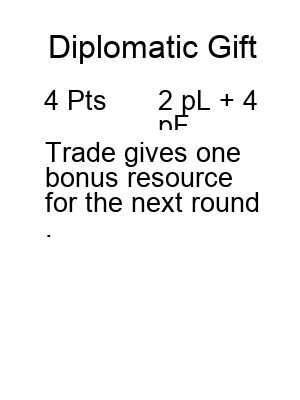 Diplomatic Gift
4 Pts 2 pL + 4
Trade gives one
bonus resource
for the next round
.